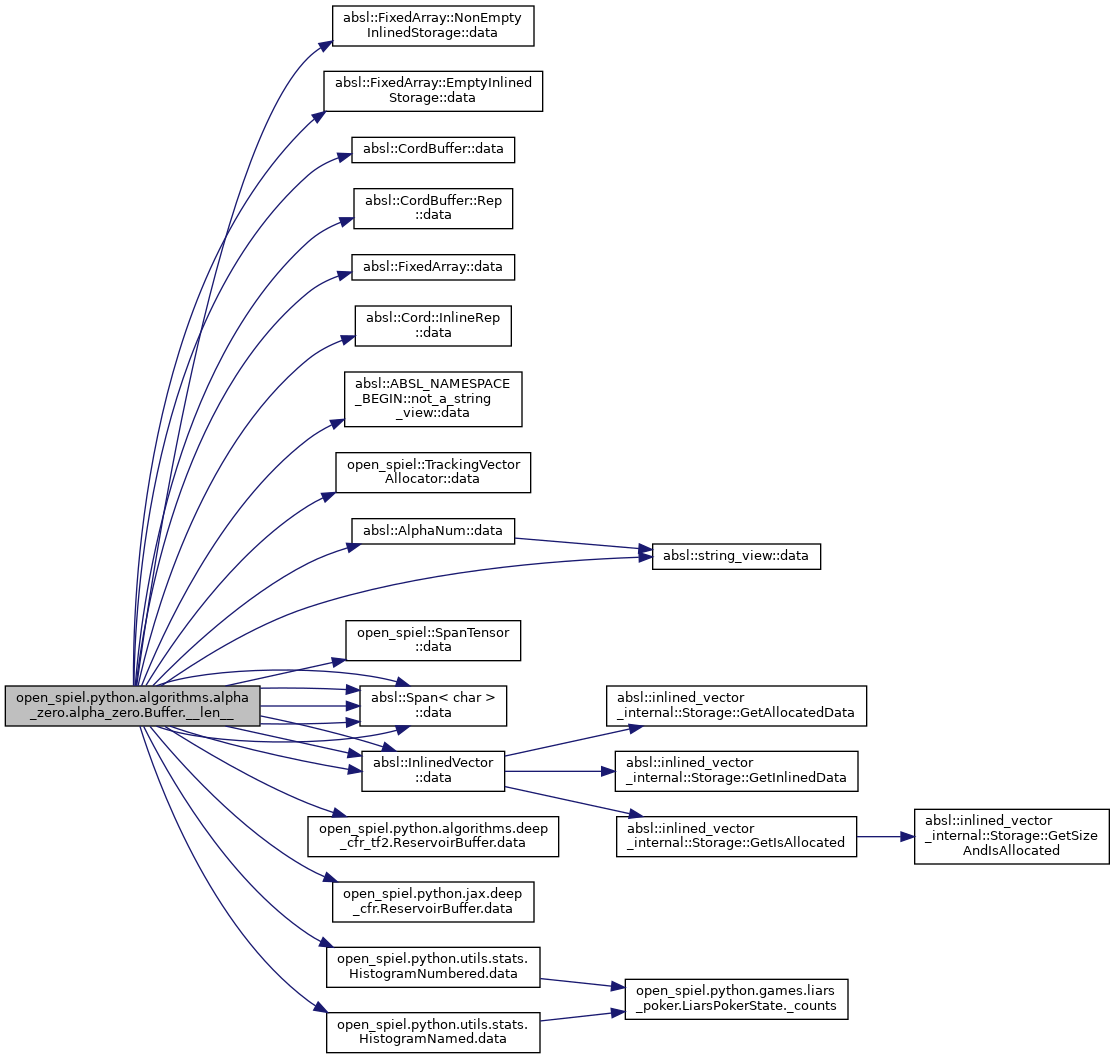 absl::FixedArray::NonEmpty
InlinedStorage::data
absl::FixedArray::EmptyInlined
Storage::data
absl::CordBuffer::data
absl::CordBuffer::Rep
::data
absl::FixedArray::data
absl::Cord::InlineRep
::data
absl::ABSL_NAMESPACE
_BEGIN::not_a_string
_view::data
open_spiel::TrackingVector
Allocator::data
absl::AlphaNum::data
absl::string_view::data
open_spiel::SpanTensor
::data
open_spiel.python.algorithms.alpha
_zero.alpha_zero.Buffer.__len__
absl::Span< char >
::data
absl::inlined_vector
_internal::Storage::GetAllocatedData
absl::InlinedVector
::data
absl::inlined_vector
_internal::Storage::GetInlinedData
open_spiel.python.algorithms.deep
_cfr_tf2.ReservoirBuffer.data
absl::inlined_vector
_internal::Storage::GetIsAllocated
absl::inlined_vector
_internal::Storage::GetSize
AndIsAllocated
open_spiel.python.jax.deep
_cfr.ReservoirBuffer.data
open_spiel.python.utils.stats.
HistogramNumbered.data
open_spiel.python.games.liars
_poker.LiarsPokerState._counts
open_spiel.python.utils.stats.
HistogramNamed.data